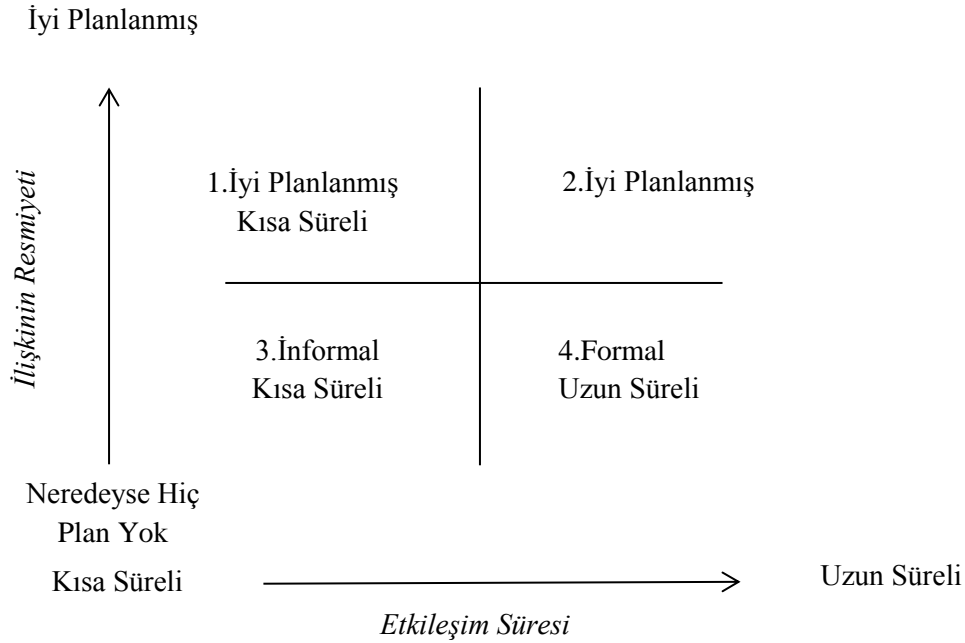 İyi Planlanmış
İlişkinin Resmiyeti
1.İyi Planlanmış
Kısa Süreli
2.İyi Planlanmış
3.İnformal
Kısa Süreli
4.Formal
Uzun Süreli
Neredeyse Hiç
Plan Yok
Kısa Süreli
Uzun Süreli
Etkileşim Süresi